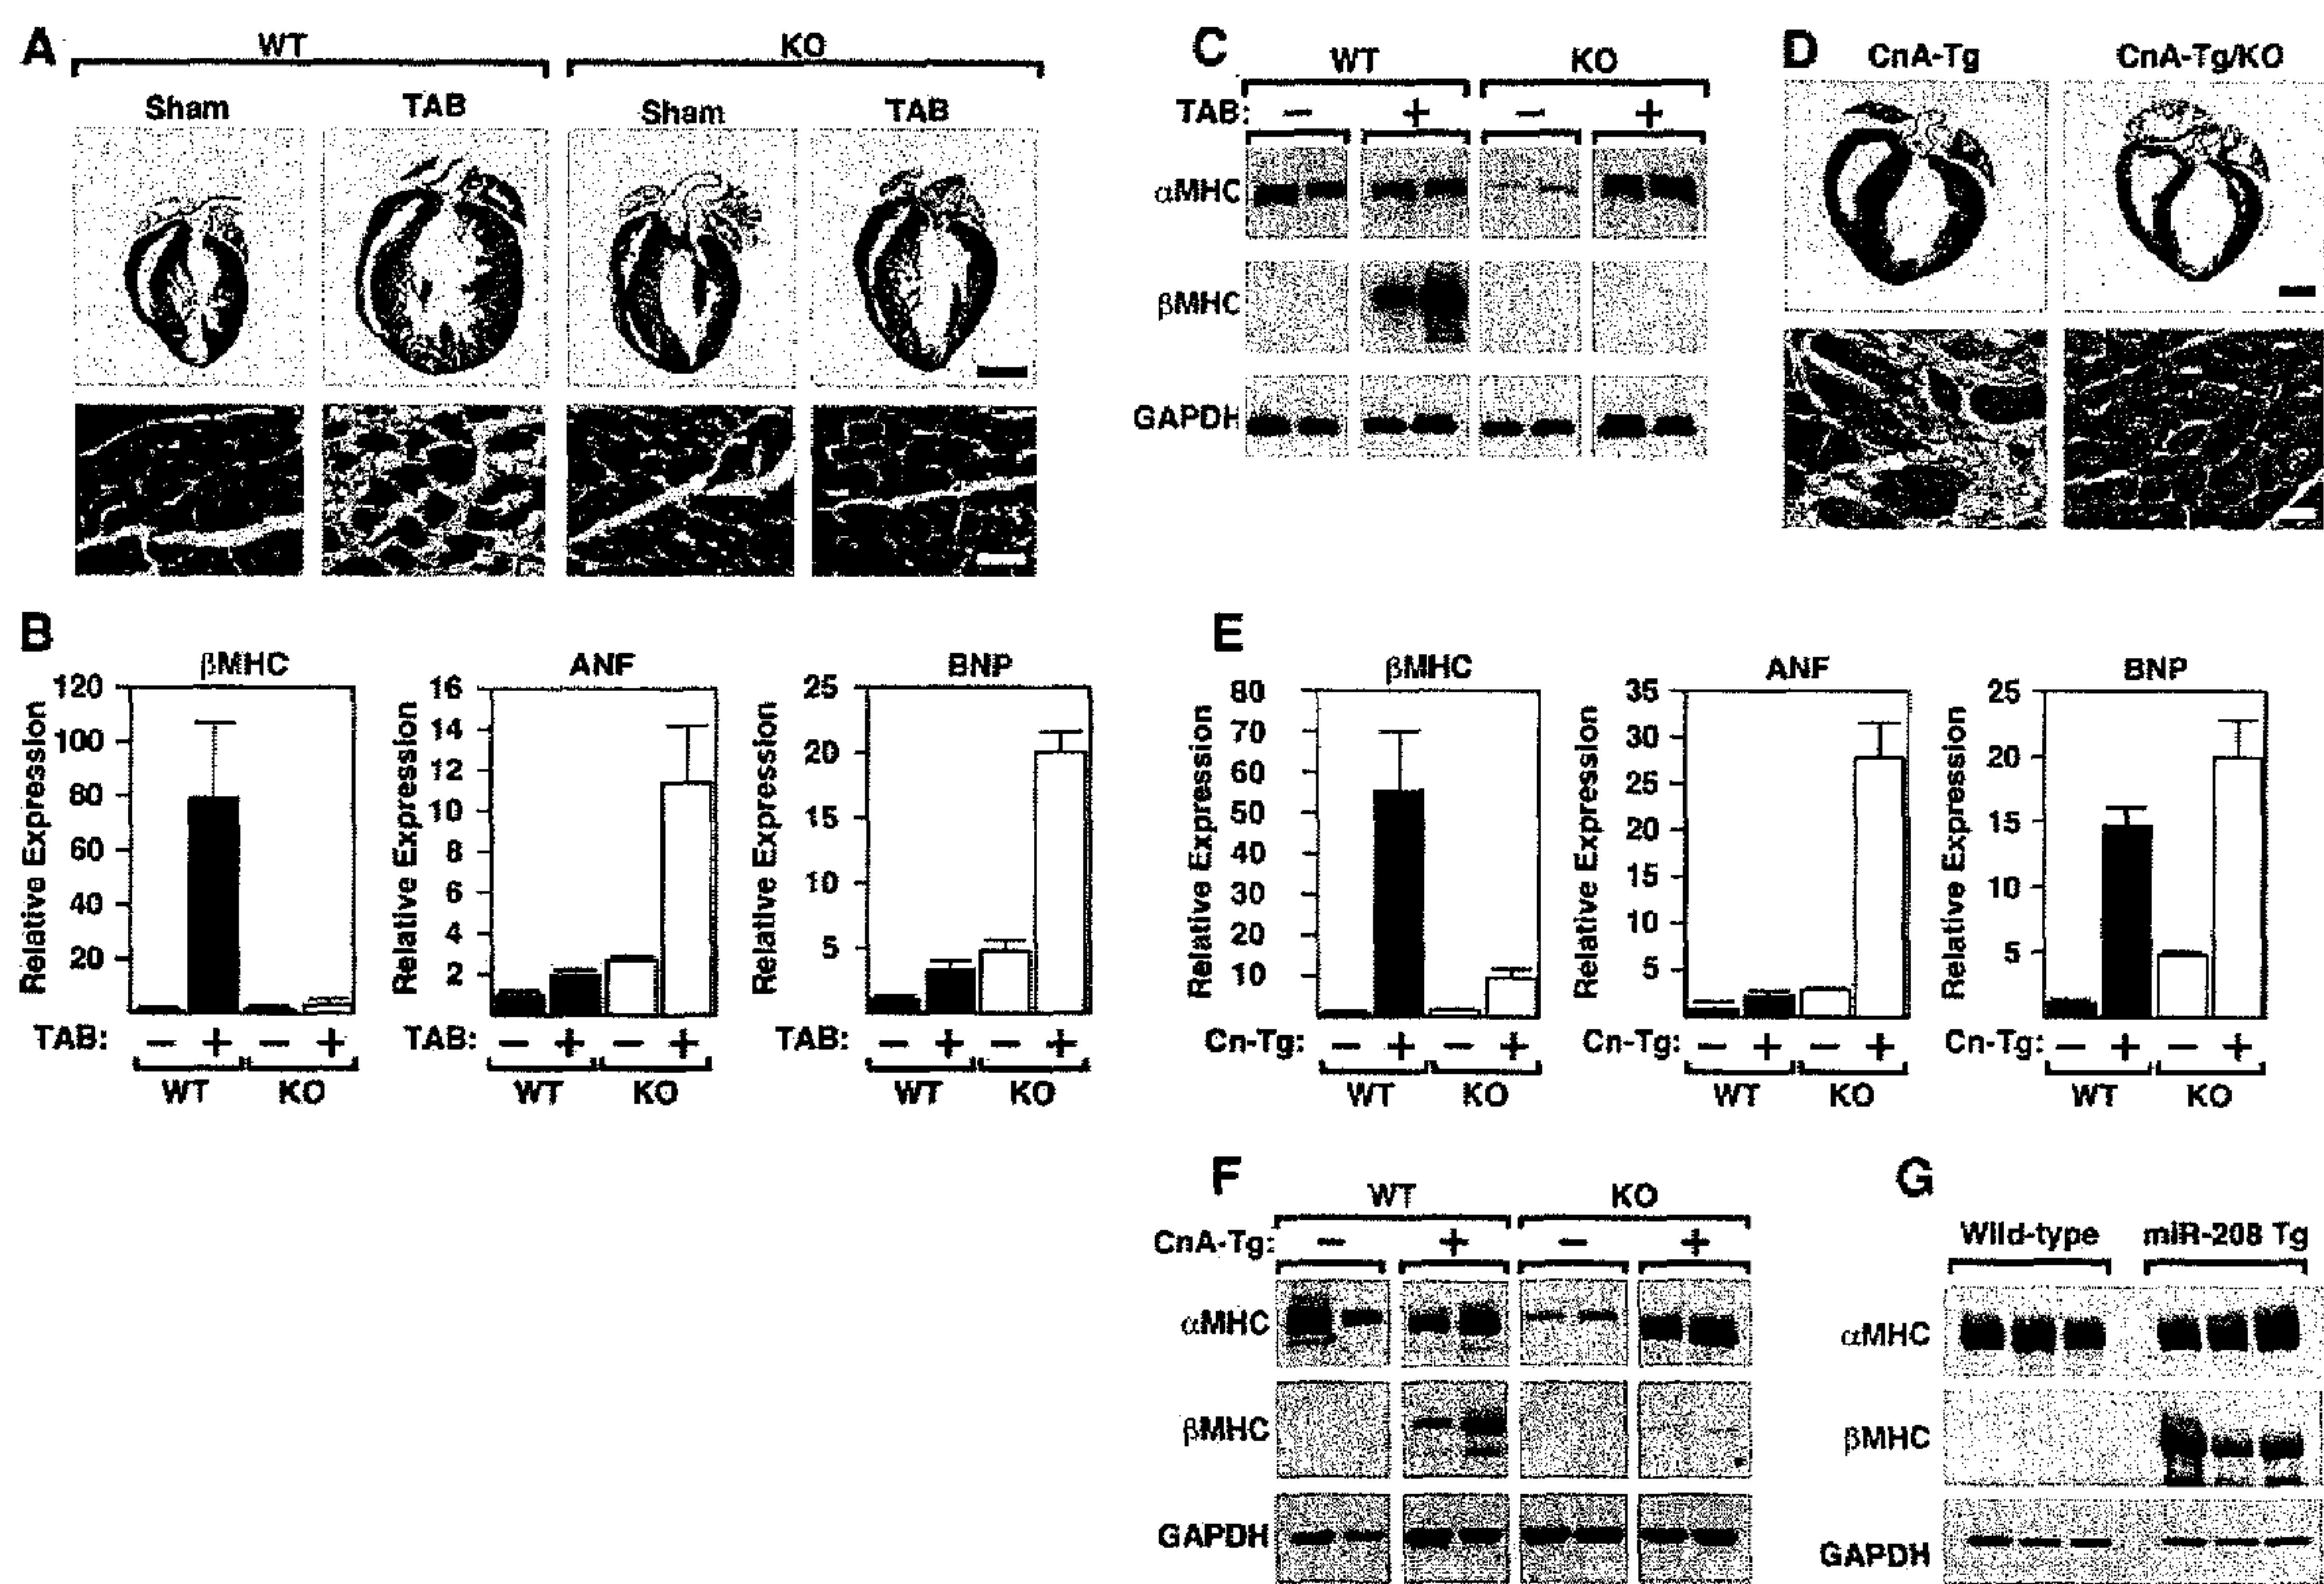 A
WT KO
Sham TAB Sham TAB
B
βMHC
120
100
80
60
40
20
Relative Expression
TAB: − + − +
WT KO
ANF
16
14
12
10
8
6
4
2
Relative Expression
TAB: − + − +
WT KO
BNP
25
20
15
10
5
Relative Expression
TAB: − + − +
WT KO
C
WT KO
TAB: − + − +
αMHC
βMHC
GAPDH
D
CnA-Tg CnA-Tg/KO
E
βMHC
80
70
60
50
40
30
20
10
Relative Expression
Cn-Tg: − + − +
WT KO
ANF
35
30
25
20
15
10
5
Relative Expression
Cn-Tg: − + − +
WT KO
BNP
25
20
15
10
5
Relative Expression
Cn-Tg: − + − +
WT KO
F
WT KO
CnA-Tg: − + − +
αMHC
βMHC
GAPDH
G
Wild-type miR-208 Tg
αMHC
βMHC
GAPDH